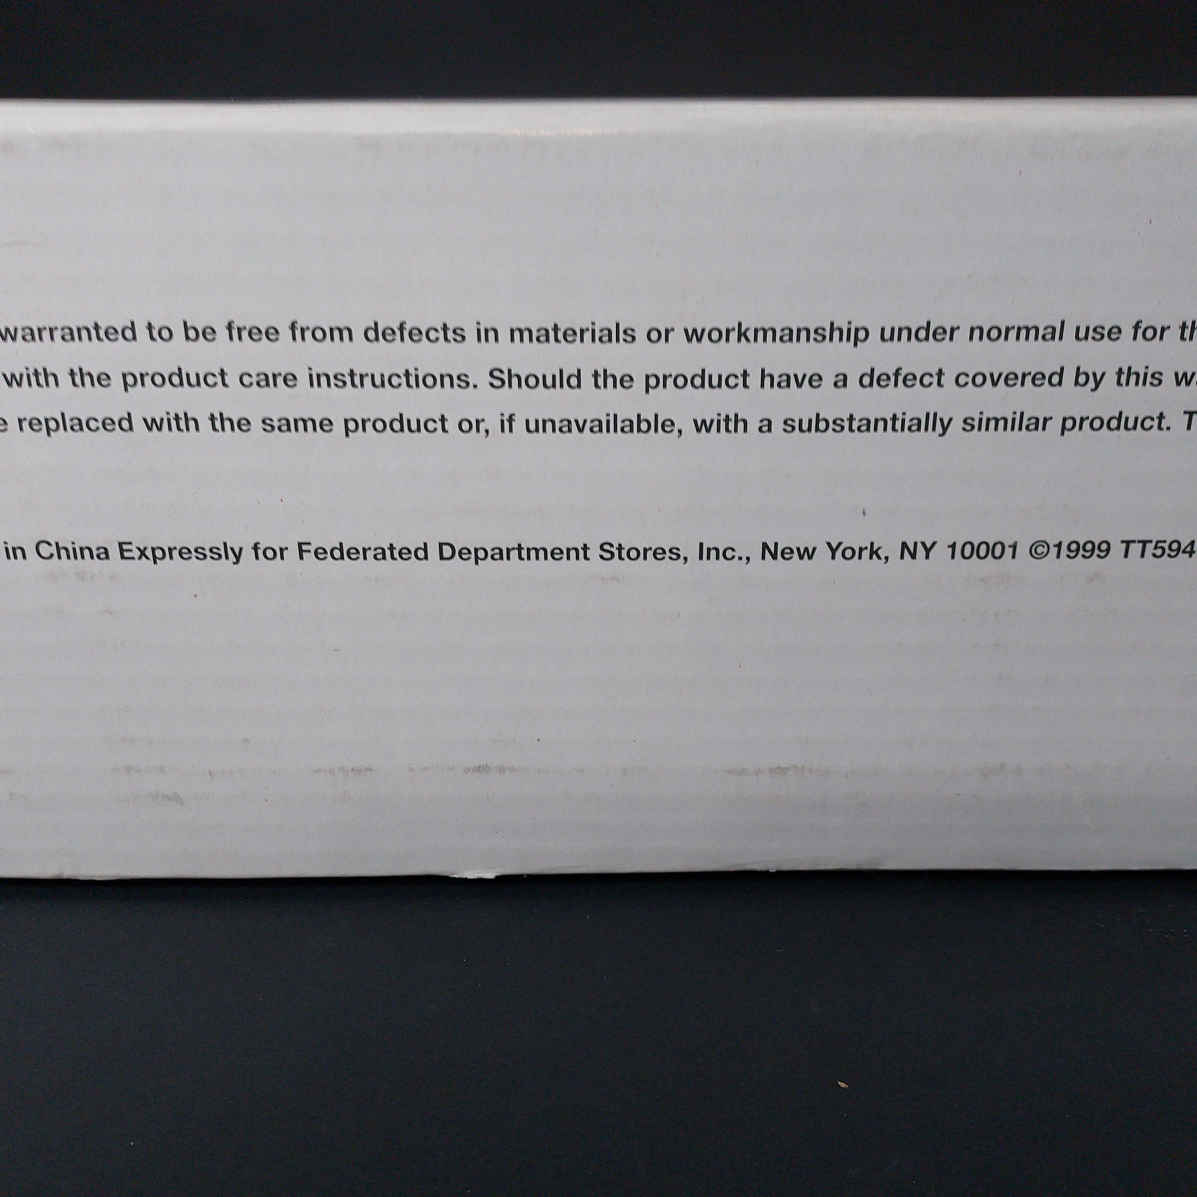 warranted to be free from defects in materials or workmanship under normal use for
with the product care instructions. Should the product have a defect covered by this
replaced with the same product or, if unavailable, with a substantially similar product.
in China Expressly for Federated Department Stores, Inc., New York, NY 10001 ©1999 TT594